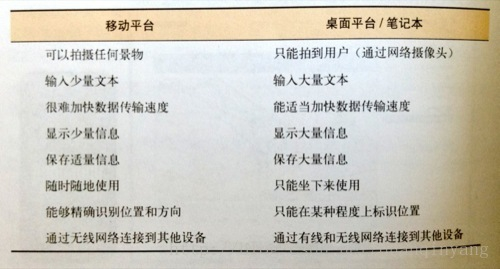 移动平台 桌面平台/笔记本
可以拍摄任何景物 只能拍到用户（通过网络摄像头）
输入少量文本 输入大量文本
很难加快数据传输速度 能适当加快数据传输速度
显示少量信息 显示大量信息
保存适量信息 保存大量信息
随时随地使用 只能坐下来使用
能够精确识别位置和方向 只能在某种程度上标识位置
通过无线网络连接到其他设备 通过有线和无线网络连接到其他设备